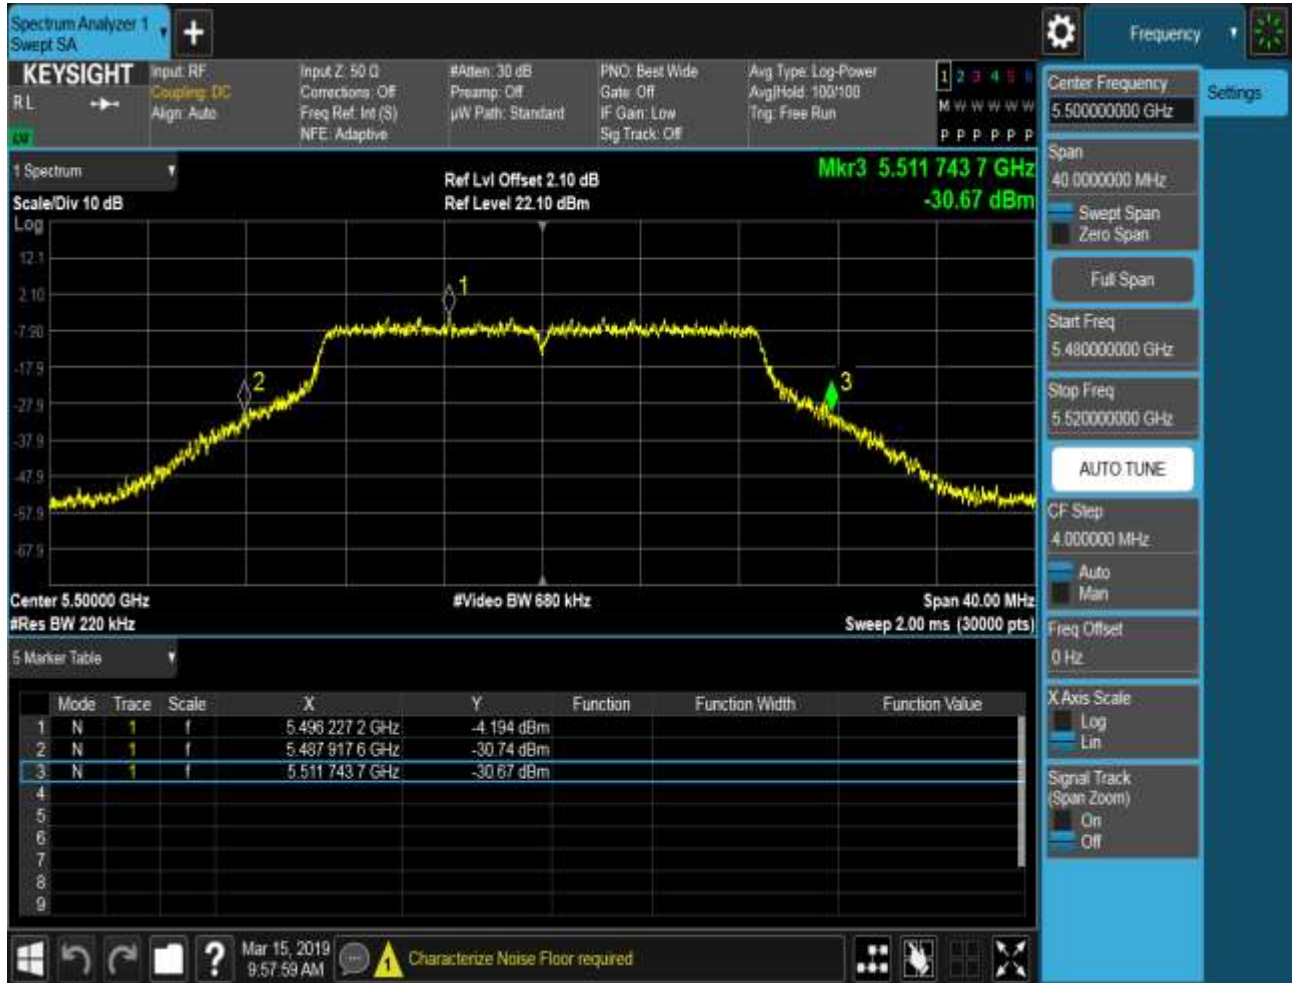 Spectrum Analyzer 1
Swept SA
+
Frequency
KEYSIGHT
RL
Input: RF
Coupling: DC
Align: Auto
Input Z: 50 Ω
Corrections: Off
Freq Ref: Int (S)
NFE: Adaptive
#Atten: 30 dB
Preamp: Off
µW Path: Standard
PNO: Best Wide
Gate: Off
IF Gain: Low
Sig Track: Off
Avg Type: Log-Power
Avg|Hold: 100/100
Trig: Free Run
1 2 3 4 5 6
M W W W W W
P P P P P P
1 Spectrum
Scale/Div 10 dB
Log
Ref Lvl Offset 2.10 dB
Ref Level 22.10 dBm
Mkr3 5.511 743 7 GHz
-30.67 dBm
12.1
2.10
-7.90
-17.9
-27.9
-37.9
-47.9
-57.9
-67.9
1
2
3
Center 5.50000 GHz
#Res BW 220 kHz
#Video BW 680 kHz
Span 40.00 MHz
Sweep 2.00 ms (30000 pts)
5 Marker Table
Mode Trace Scale X Y Function Function Width Function Value
1 N 1 f 5.496 227 2 GHz -4.194 dBm
2 N 1 f 5.487 917 6 GHz -30.74 dBm
3 N 1 f 5.511 743 7 GHz -30.67 dBm
4
5
6
7
8
9
Center Frequency
5.500000000 GHz
Settings
Span
40.0000000 MHz
Swept Span
Zero Span
Full Span
Start Freq
5.480000000 GHz
Stop Freq
5.520000000 GHz
AUTO TUNE
CF Step
4.000000 MHz
Auto
Man
Freq Offset
0 Hz
X Axis Scale
Log
Lin
Signal Track
(Span Zoom)
On
Off
?
Mar 15, 2019
9:57:59 AM
1
Characterize Noise Floor required